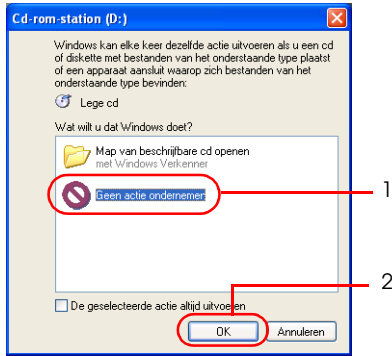 Cd-rom-station (D:)
Windows kan elke keer dezelfde actie uitvoeren als u een cd
of diskette met bestanden van het onderstaande type plaatst
of een apparaat aansluit waarop zich bestanden van het
onderstaande type bevinden:
Lege cd
Wat wilt u dat Windows doet?
Map van beschrijfbare cd openen
met Windows Verkenner
Geen actie ondernemen
1
2
De geselecteerde actie altijd uitvoeren
OK
Annuleren